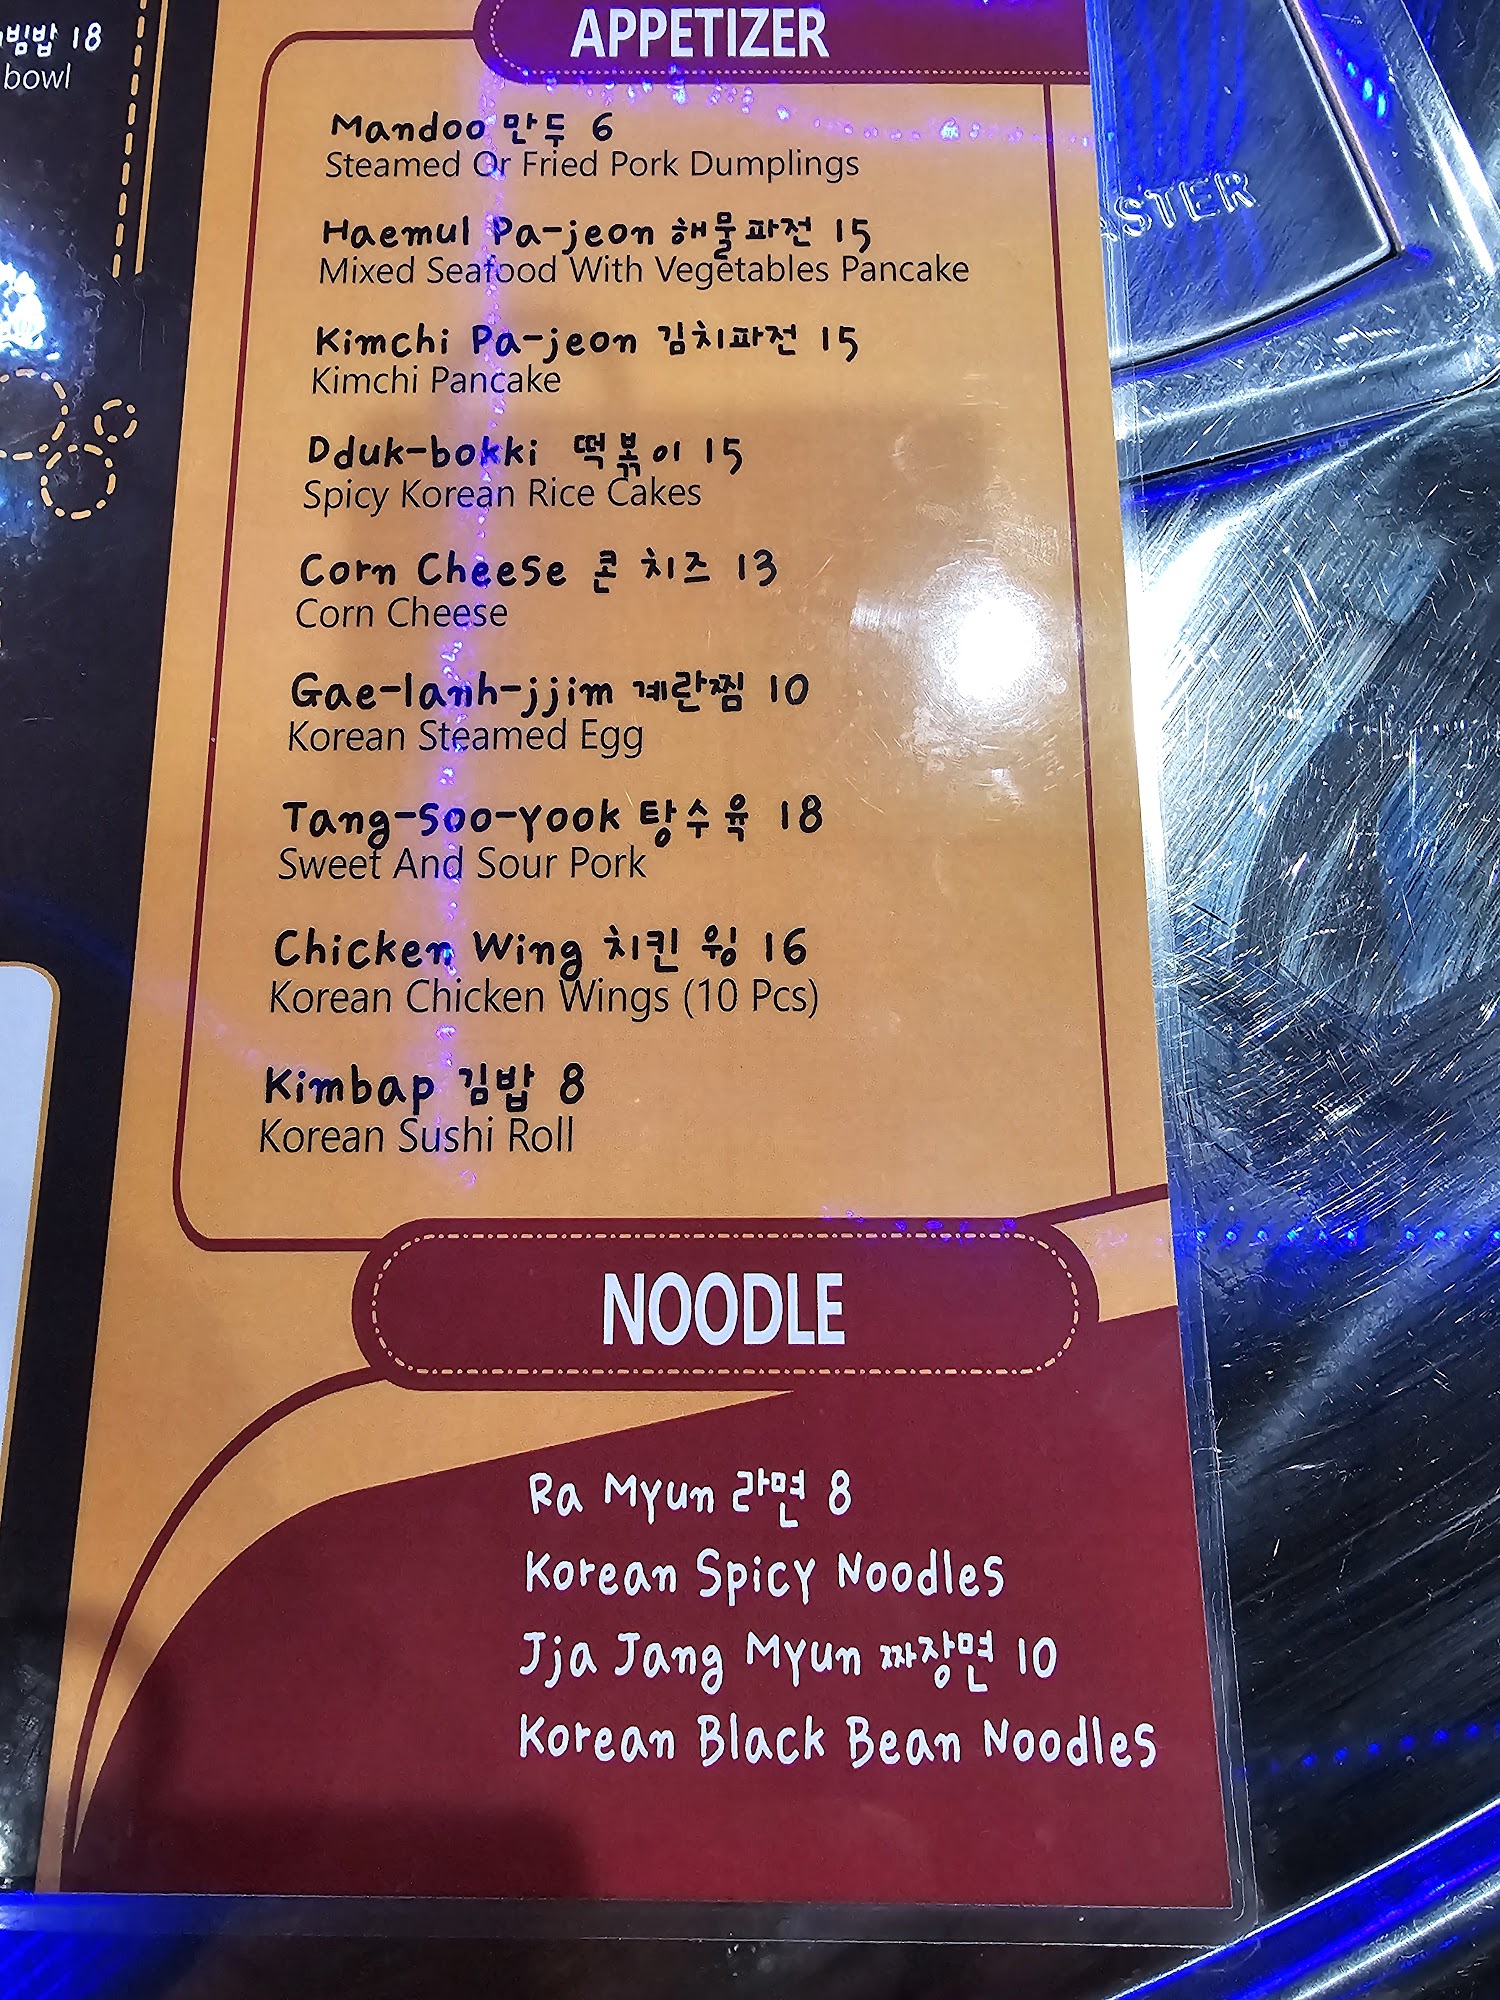 빔밥 18
bowl
APPETIZER
Mandoo 만두 6
Steamed Or Fried Pork Dumplings
Haemul Pa-jeon 해물파전 15
Mixed Seafood With Vegetables Pancake
Kimchi Pa-jeon 김치파전 15
Kimchi Pancake
Dduk-bokki 떡볶이 15
Spicy Korean Rice Cakes
Corn Cheese 콘 치즈 13
Corn Cheese
Gae-lanh-jjim 계란찜 10
Korean Steamed Egg
Tang-Soo-Yook 탕수육 18
Sweet And Sour Pork
Chicken Wing 치킨 윙 16
Korean Chicken Wings (10 Pcs)
Kimbap 김밥 8
Korean Sushi Roll
NOODLE
Ra Myun 라면 8
Korean Spicy Noodles
Jja Jang Myun 짜장면 10
Korean Black Bean Noodles
ASTER